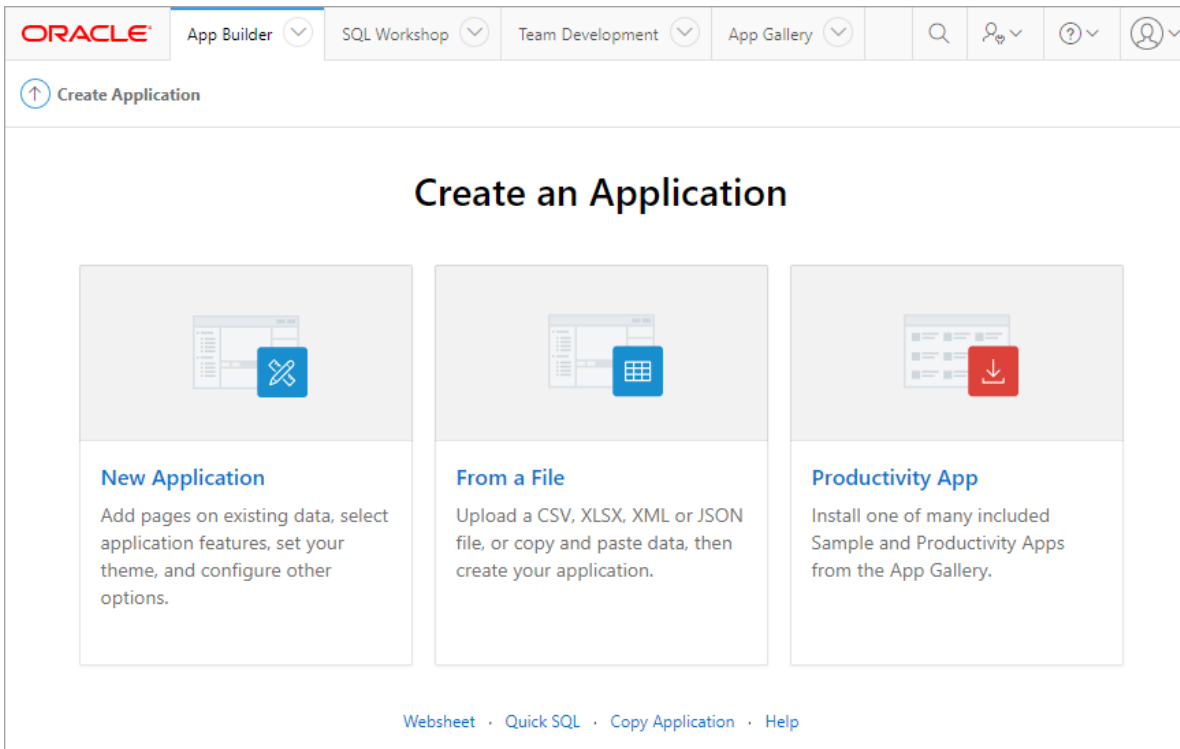 ORACLE App Builder SQL Workshop Team Development App Gallery
Create Application
Create an Application
New Application
Add pages on existing data, select
application features, set your
theme, and configure other
options.
From a File
Upload a CSV, XLSX, XML or JSON
file, or copy and paste data, then
create your application.
Productivity App
Install one of many included
Sample and Productivity Apps
from the App Gallery.
Websheet · Quick SQL · Copy Application · Help